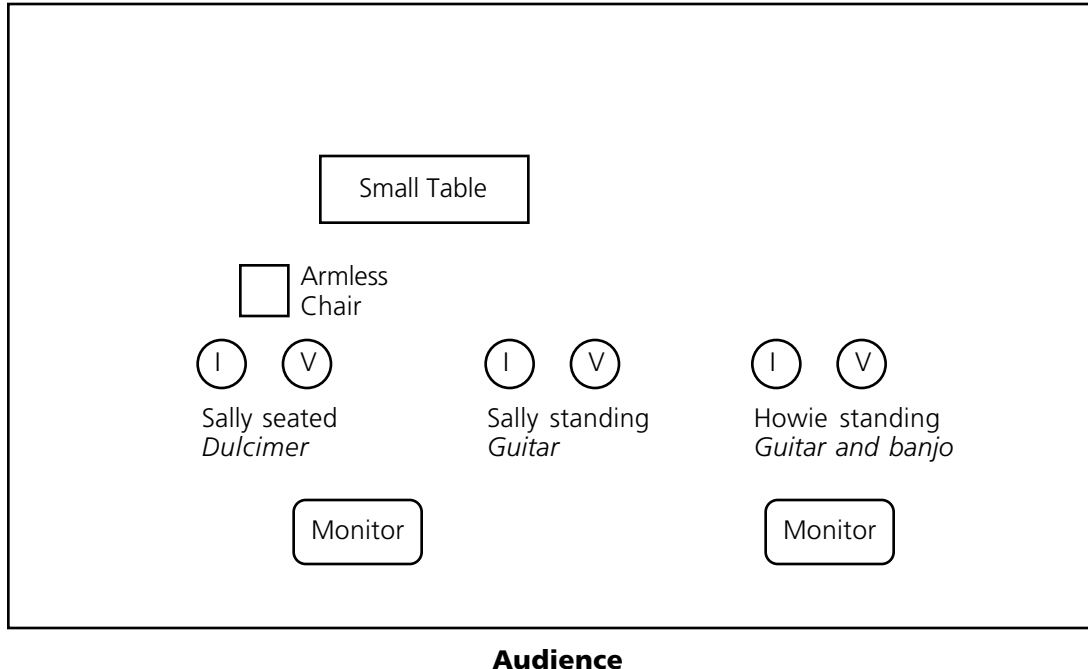 Small Table
Armless
Chair
I V I V I V
Sally seated Sally standing Howie standing
Dulcimer Guitar Guitar and banjo
Monitor Monitor
Audience